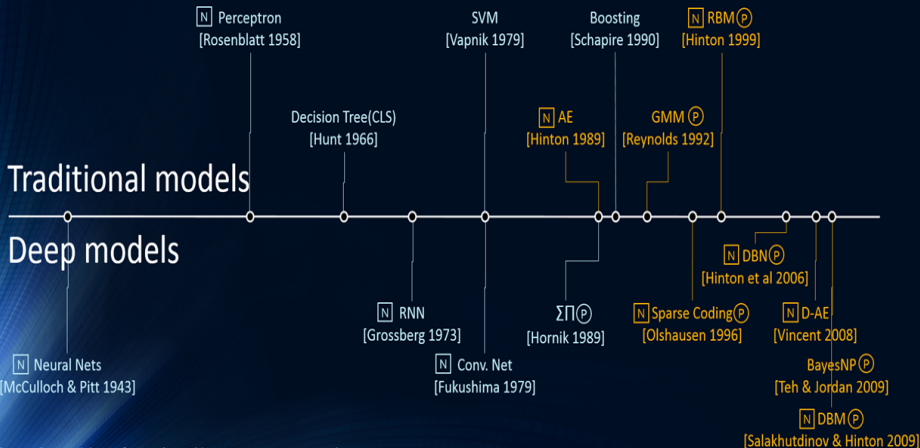 N Perceptron
[Rosenblatt 1958]
SVM
[Vapnik 1979]
Boosting
[Schapire 1990]
N RBM P
[Hinton 1999]
Decision Tree(CLS)
[Hunt 1966]
N AE
[Hinton 1989]
GMM P
[Reynolds 1992]
Traditional models
Deep models
N DBN P
[Hinton et al 2006]
N RNN
[Grossberg 1973]
ΣΠ P
[Hornik 1989]
N Sparse Coding P
[Olshausen 1996]
N D-AE
[Vincent 2008]
N Neural Nets
[McCulloch & Pitt 1943]
N Conv. Net
[Fukushima 1979]
BayesNP P
[Teh & Jordan 2009]
N DBM P
[Salakhutdinov & Hinton 2009]